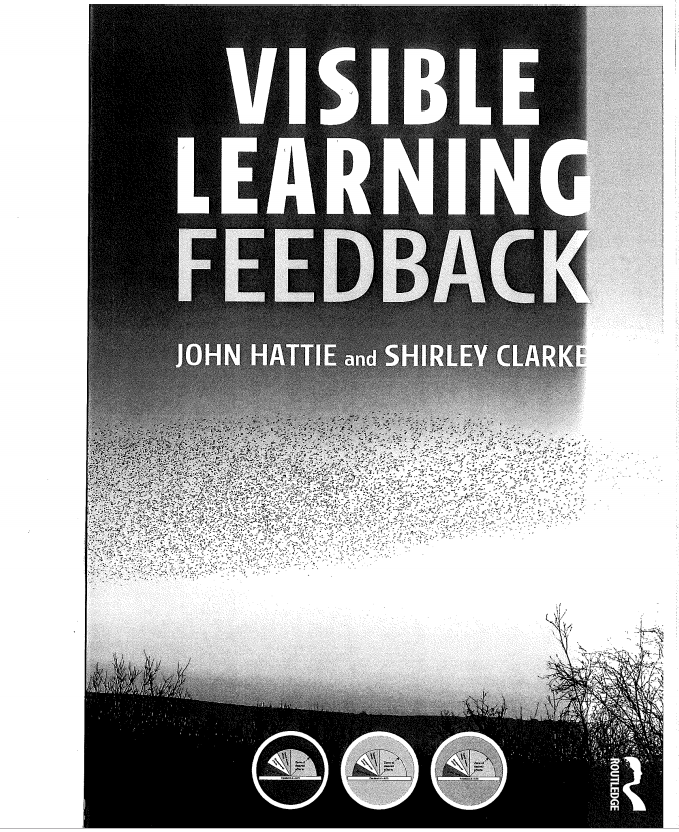 VISIBLE
LEARNING
FEEDBACK
JOHN HATTIE and SHIRLEY CLARKE
ROUTLEDGE